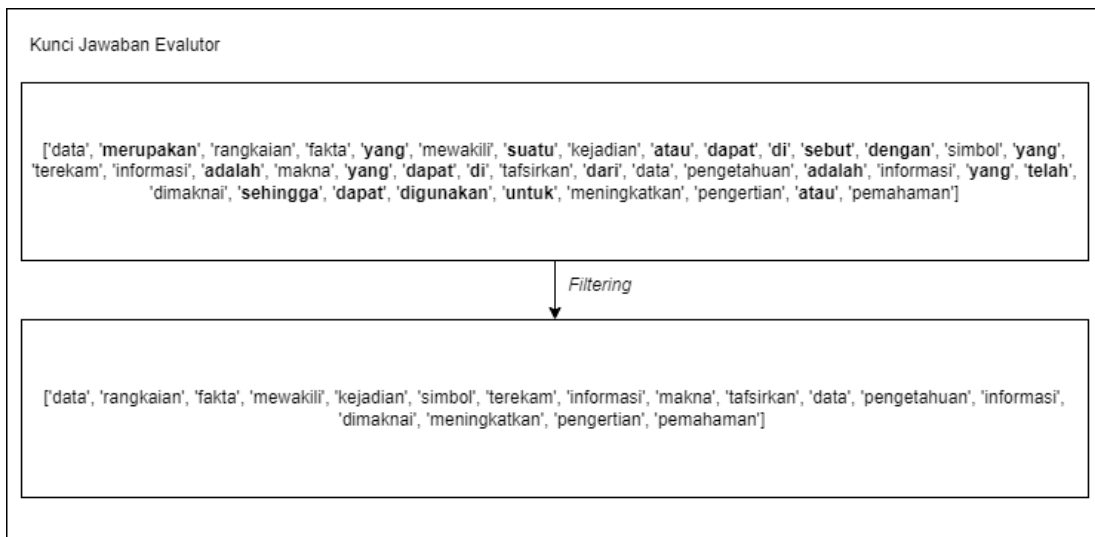 Kunci Jawaban Evalutor
['data', 'merupakan', 'rangkaian', 'fakta', 'yang', 'mewakili', 'suatu', 'kejadian', 'atau', 'dapat', 'di', 'sebut', 'dengan', 'simbol', 'yang',
'terekam', 'informasi', 'adalah', 'makna', 'yang', 'dapat', 'di', 'tafsirkan', 'dari', 'data', 'pengetahuan', 'adalah', 'informasi', 'yang', 'telah',
'dimaknai', 'sehingga', 'dapat', 'digunakan', 'untuk', 'meningkatkan', 'pengertian', 'atau', 'pemahaman']
Filtering
['data', 'rangkaian', 'fakta', 'mewakili', 'kejadian', 'simbol', 'terekam', 'informasi', 'makna', 'tafsirkan', 'data', 'pengetahuan', 'informasi',
'dimaknai', 'meningkatkan', 'pengertian', 'pemahaman']